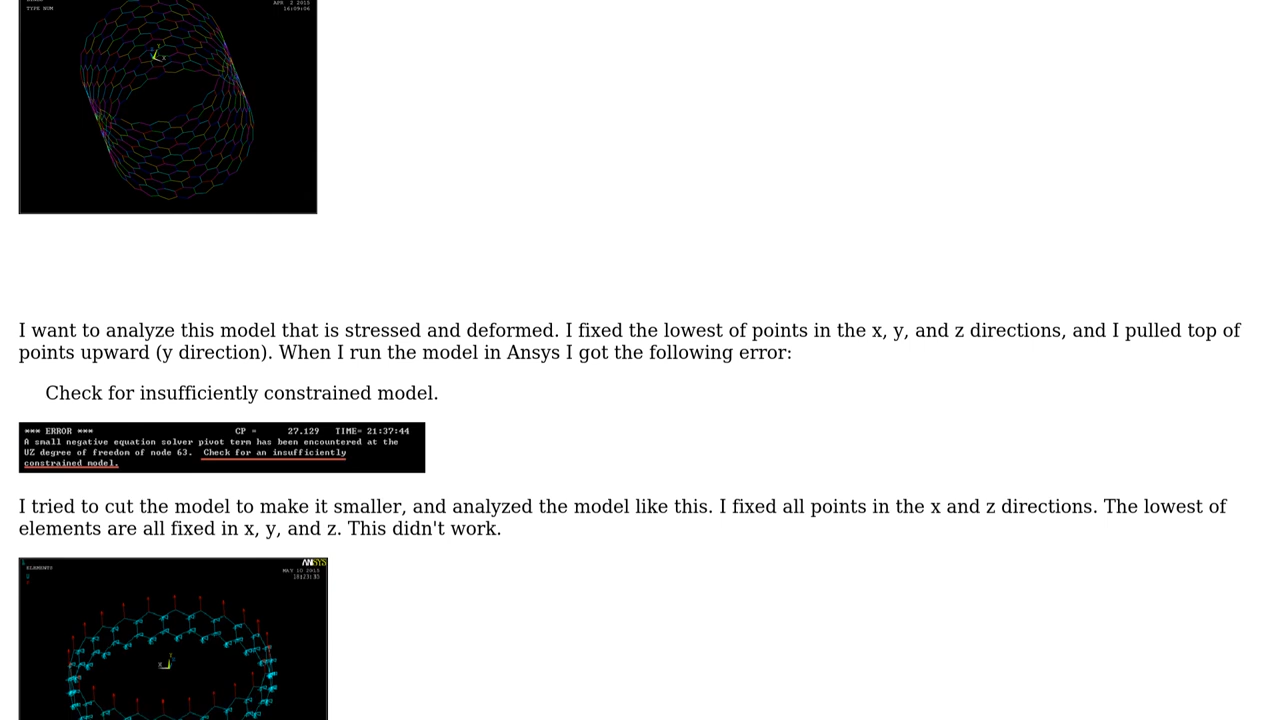 TYPE NUM
APR 2 2015
16:09:06
Y
X
I want to analyze this model that is stressed and deformed. I fixed the lowest of points in the x, y, and z directions, and I pulled top of
points upward (y direction). When I run the model in Ansys I got the following error:
Check for insufficiently constrained model.
*** ERROR *** CP = 27.129 TIME= 21:37:44
A small negative equation solver pivot term has been encountered at the
UZ degree of freedom of node 63. Check for an insufficiently
constrained model.
I tried to cut the model to make it smaller, and analyzed the model like this. I fixed all points in the x and z directions. The lowest of
elements are all fixed in x, y, and z. This didn't work.
ANSYS
ELEMENTS
MAY 10 2015